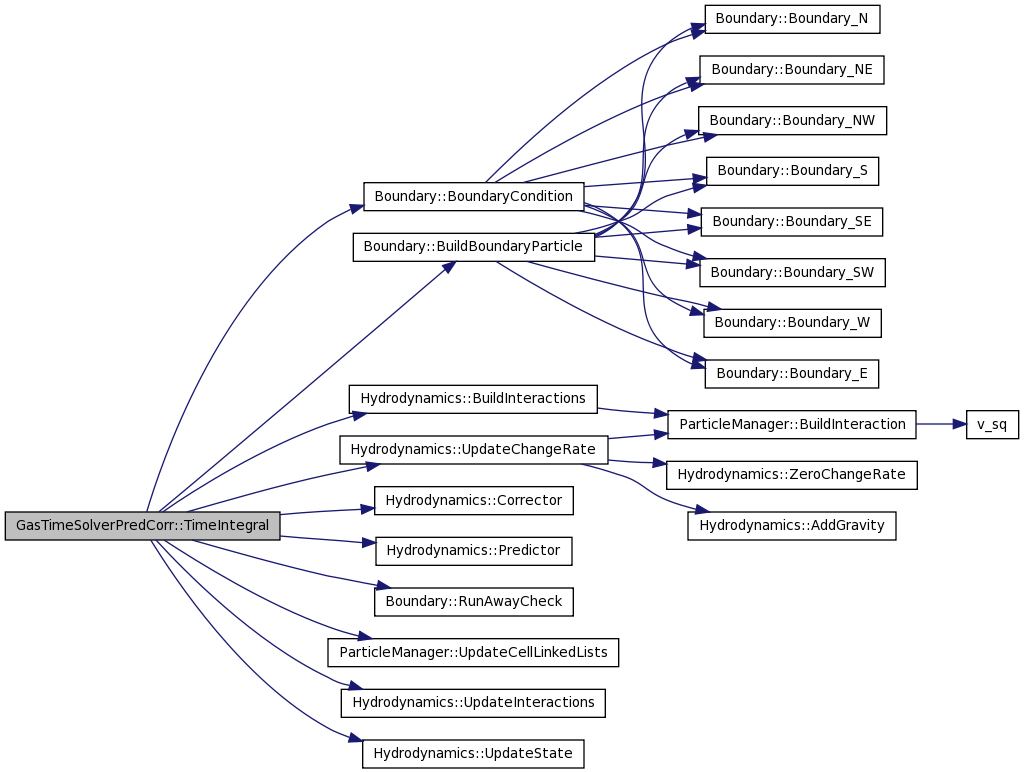 Boundary::Boundary_N
Boundary::Boundary_NE
Boundary::Boundary_NW
Boundary::Boundary_S
Boundary::BoundaryCondition
Boundary::Boundary_SE
Boundary::BuildBoundaryParticle
Boundary::Boundary_SW
Boundary::Boundary_W
Boundary::Boundary_E
Hydrodynamics::BuildInteractions
ParticleManager::BuildInteraction
v_sq
Hydrodynamics::UpdateChangeRate
Hydrodynamics::ZeroChangeRate
Hydrodynamics::Corrector
GasTimeSolverPredCorr::TimeIntegral
Hydrodynamics::AddGravity
Hydrodynamics::Predictor
Boundary::RunAwayCheck
ParticleManager::UpdateCellLinkedLists
Hydrodynamics::UpdateInteractions
Hydrodynamics::UpdateState